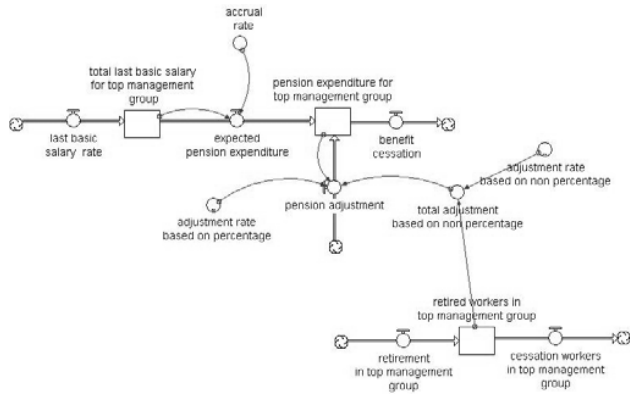 accrual
rate
total last basic salary
for top management
group
pension expenditure for
top management group
last basic
salary rate
expected
pension expenditure
benefit
cessation
adjustment rate
based on non percentage
adjustment rate
based on percentage
pension adjustment
total adjustment
based on non percentage
retired workers in
top management group
retirement
in top management
group
cessation workers
in top management
group